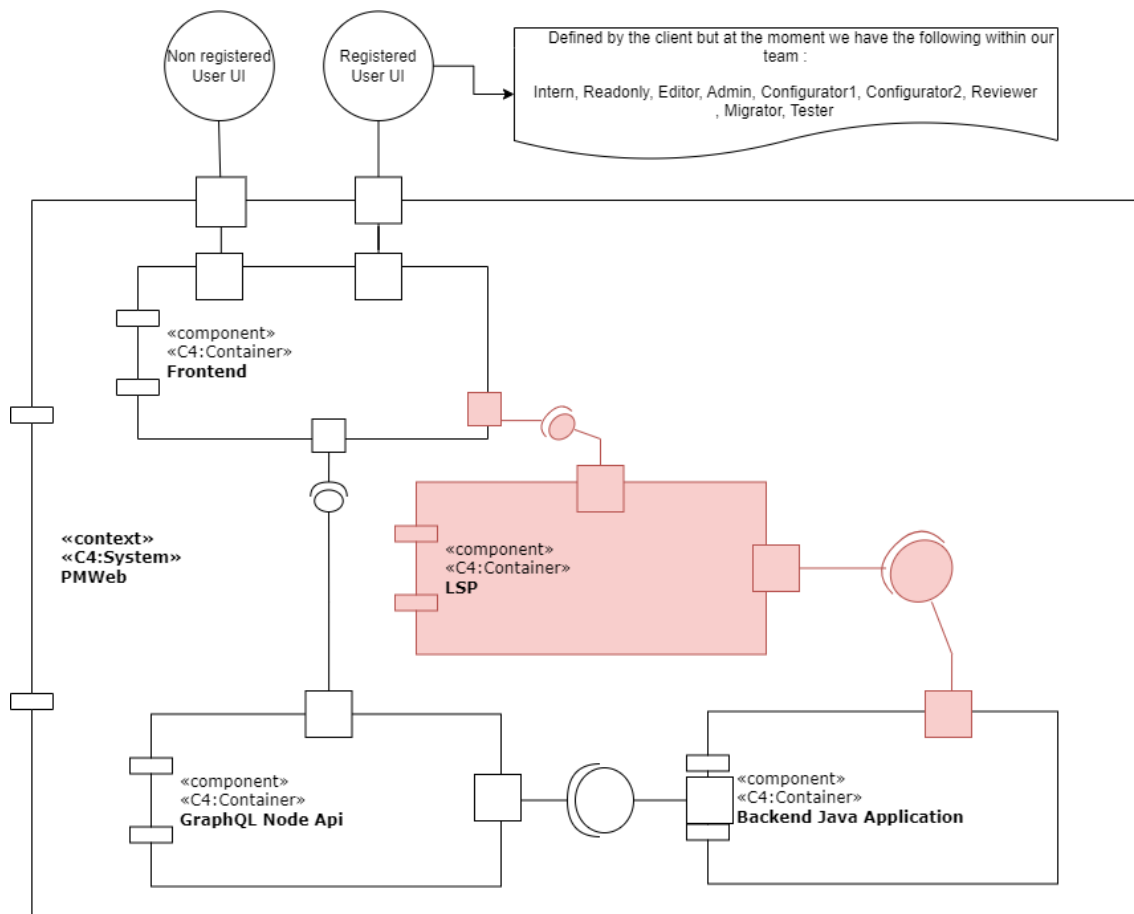 Non registered
User UI
Registered
User UI
Defined by the client but at the moment we have the following within our
team :
Intern, Readonly, Editor, Admin, Configurator1, Configurator2, Reviewer
, Migrator, Tester
«component»
«C4:Container»
Frontend
«context»
«C4:System»
PMWeb
«component»
«C4:Container»
LSP
«component»
«C4:Container»
GraphQL Node Api
«component»
«C4:Container»
Backend Java Application